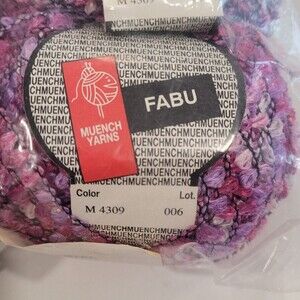 M 4309
FABU
MUENCH
YARNS
Color
Lot.
M 4309
006